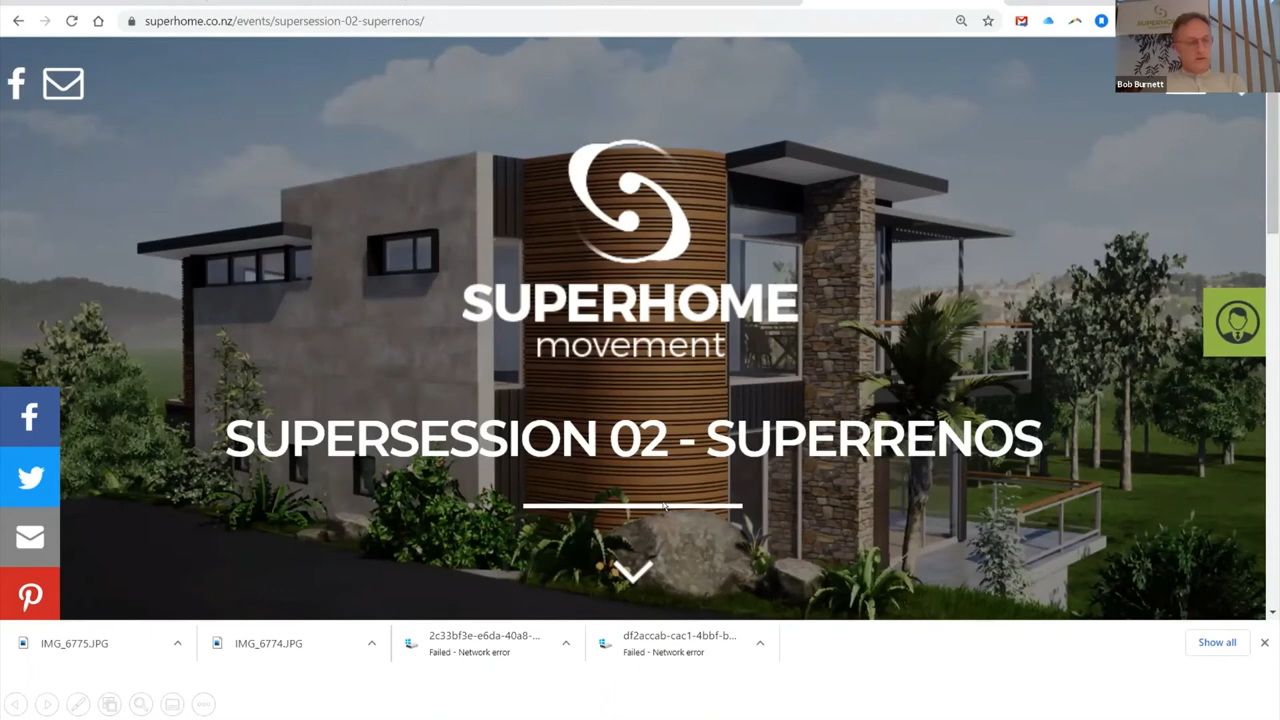 superhome.co.nz/events/supersession-02-superrenos/
Bob Burnett
SUPERHOME
movement
SUPERSESSION 02 - SUPERRENOS
IMG_6775.JPG
IMG_6774.JPG
2c33bf3e-e6da-40a8-...
Failed - Network error
df2accab-cac1-4bbf-b...
Failed - Network error
Show all